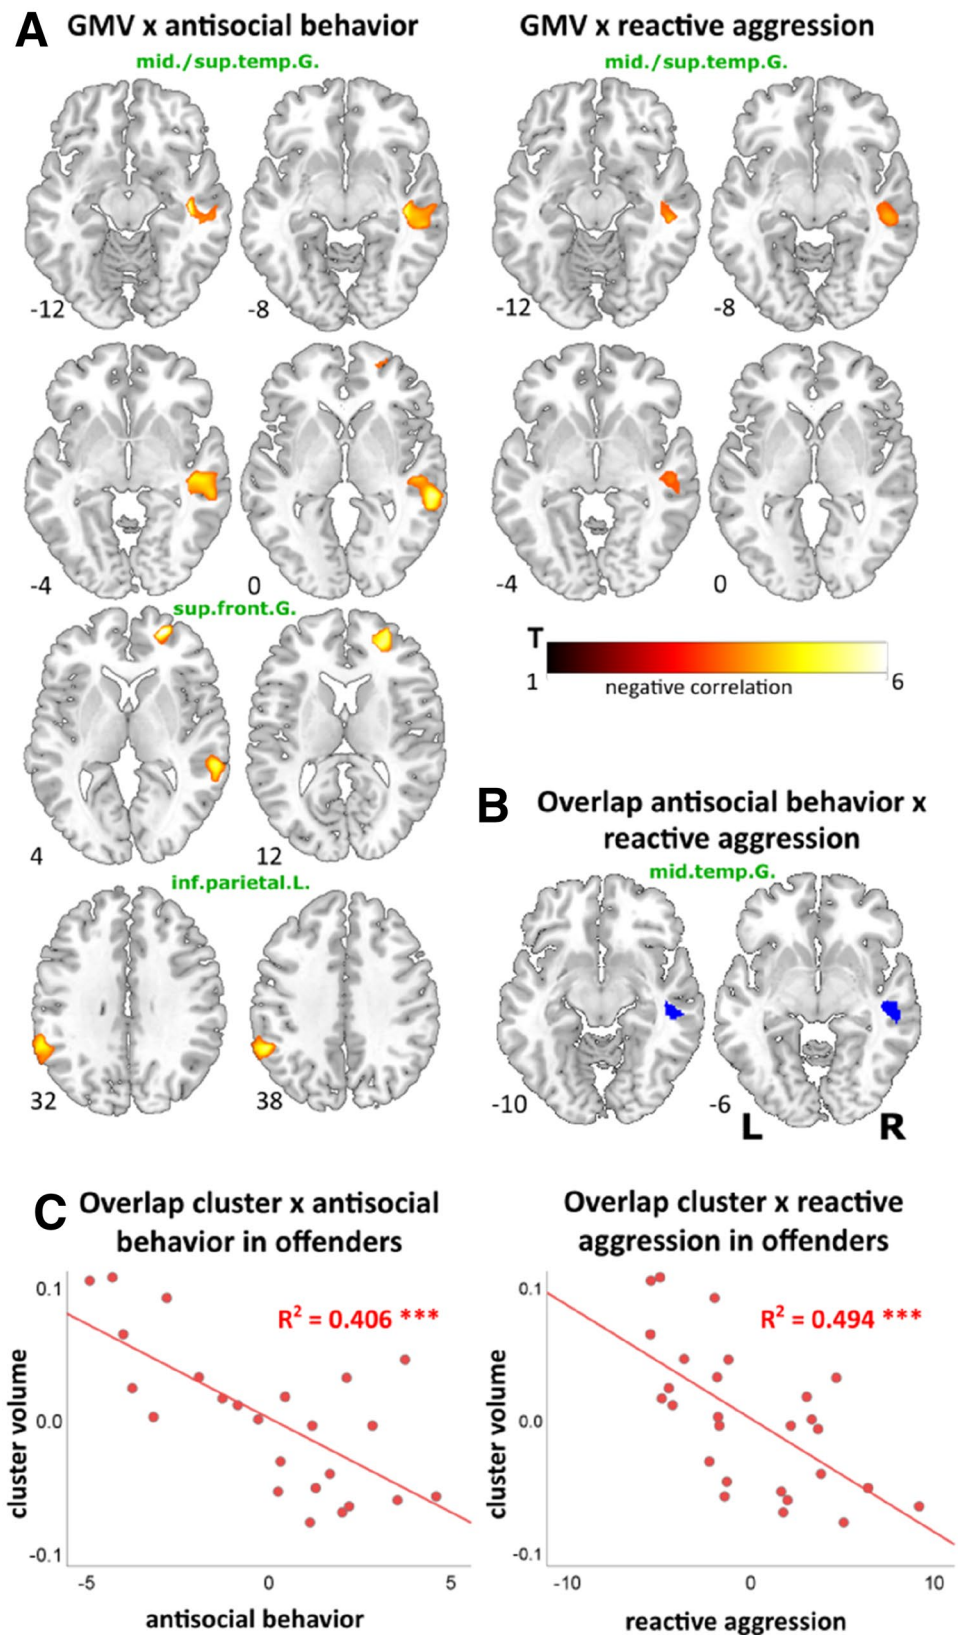 A
GMV x antisocial behavior
GMV x reactive aggression
mid./sup.temp.G.
mid./sup.temp.G.
-12
-8
-12
-8
-4
0
-4
0
sup.front.G.
T
1
negative correlation
6
4
12
B
Overlap antisocial behavior x
reactive aggression
mid.temp.G.
inf.parietal.L.
32
38
-10
-6
L
R
C
Overlap cluster x antisocial
behavior in offenders
R² = 0.406 ***
cluster volume
0.1
0.0
-0.1
-5
0
5
antisocial behavior
Overlap cluster x reactive
aggression in offenders
R² = 0.494 ***
cluster volume
0.1
0.0
-0.1
-10
0
10
reactive aggression